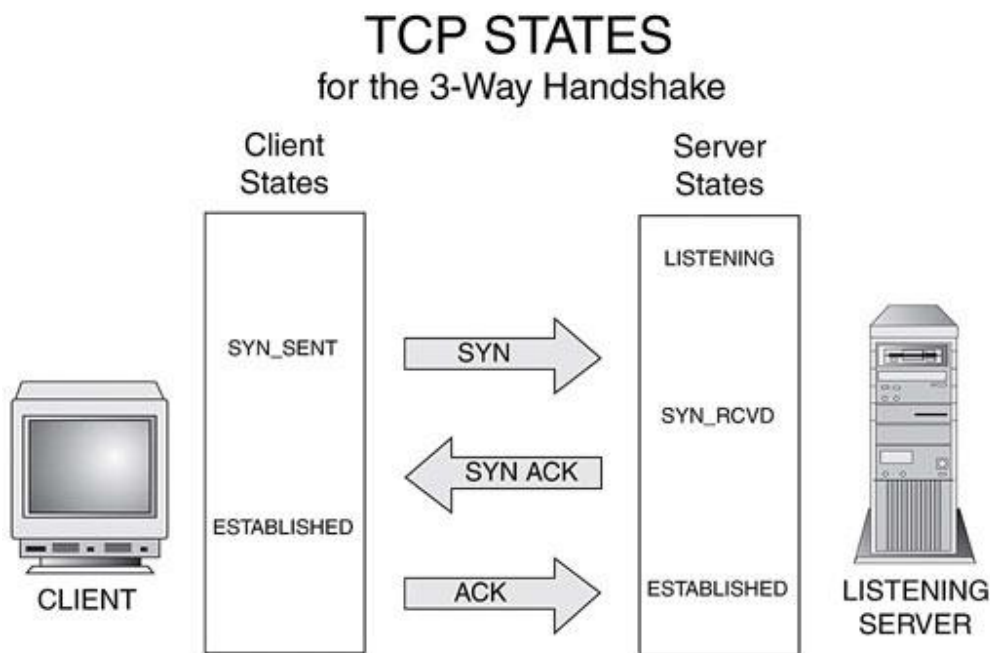 TCP STATES
for the 3-Way Handshake
Client
States
Server
States
LISTENING
SYN_SENT
SYN
SYN_RCVD
SYN ACK
ESTABLISHED
ACK
ESTABLISHED
CLIENT
LISTENING
SERVER